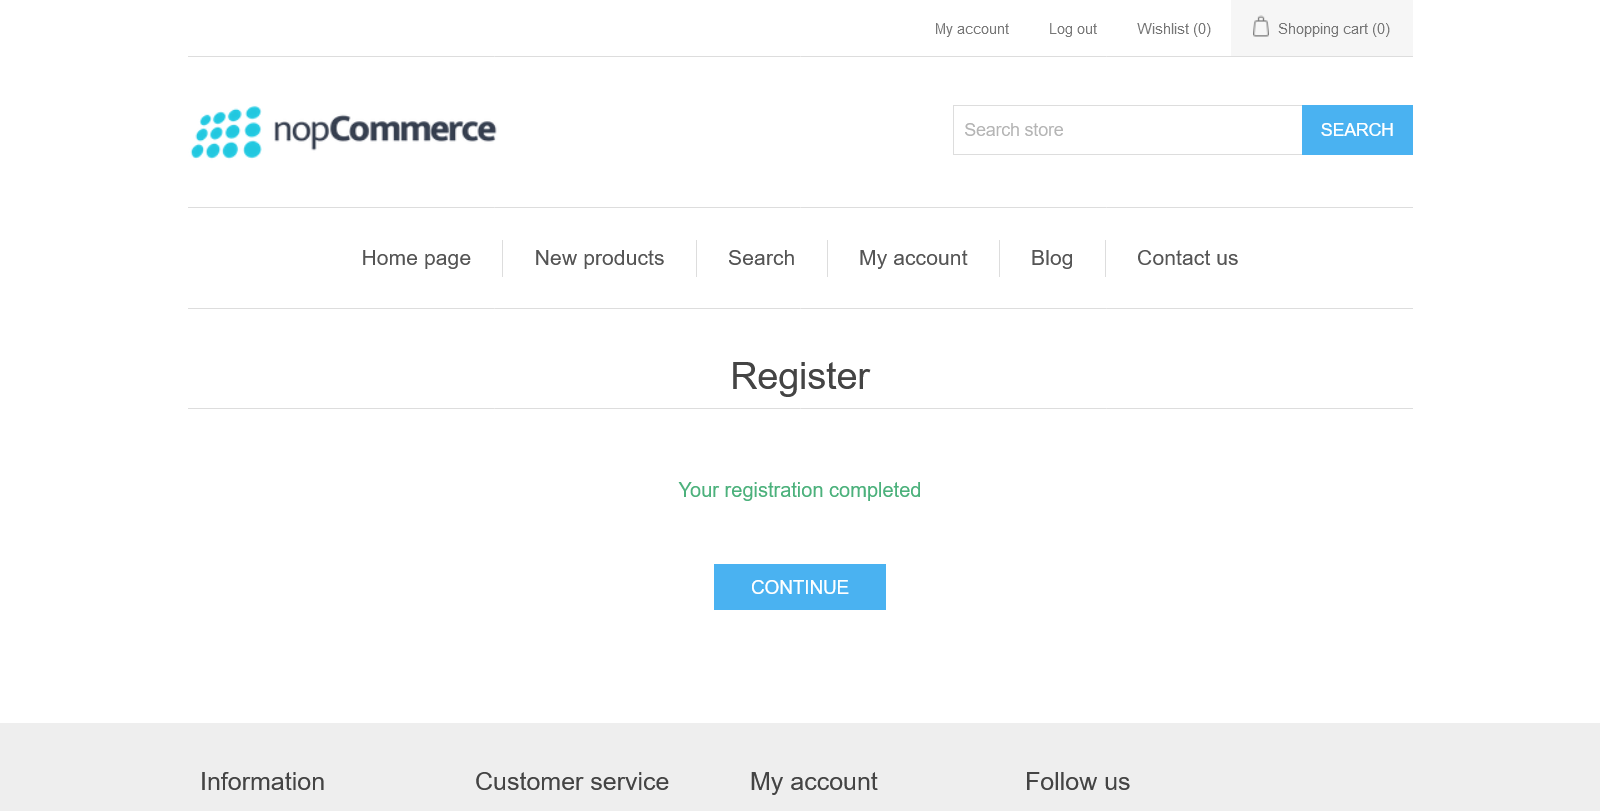 My account Log out Wishlist (0) Shopping cart (0)
nopCommerce
Search store SEARCH
Home page New products Search My account Blog Contact us
Register
Your registration completed
CONTINUE
Information Customer service My account Follow us